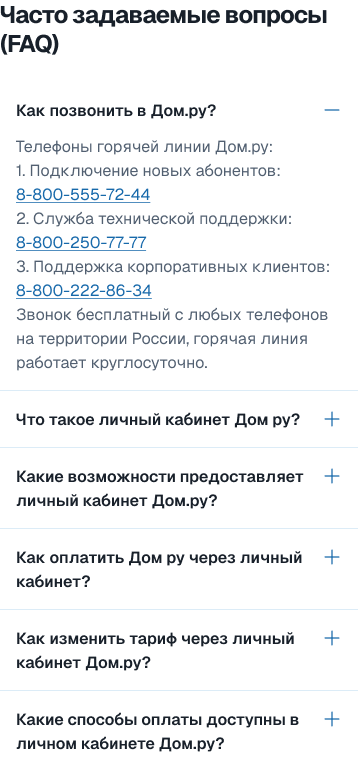 Часто задаваемые вопросы
(FAQ)
Как позвонить в Дом.ру?
Телефоны горячей линии Дом.ру:
1. Подключение новых абонентов:
8-800-555-72-44
2. Служба технической поддержки:
8-800-250-77-77
3. Поддержка корпоративных клиентов:
8-800-222-86-34
Звонок бесплатный с любых телефонов
на территории России, горячая линия
работает круглосуточно.
Что такое личный кабинет Дом ру?
Какие возможности предоставляет
личный кабинет Дом.ру?
Как оплатить Дом ру через личный
кабинет?
Как изменить тариф через личный
кабинет Дом.ру?
Какие способы оплаты доступны в
личном кабинете Дом.ру?